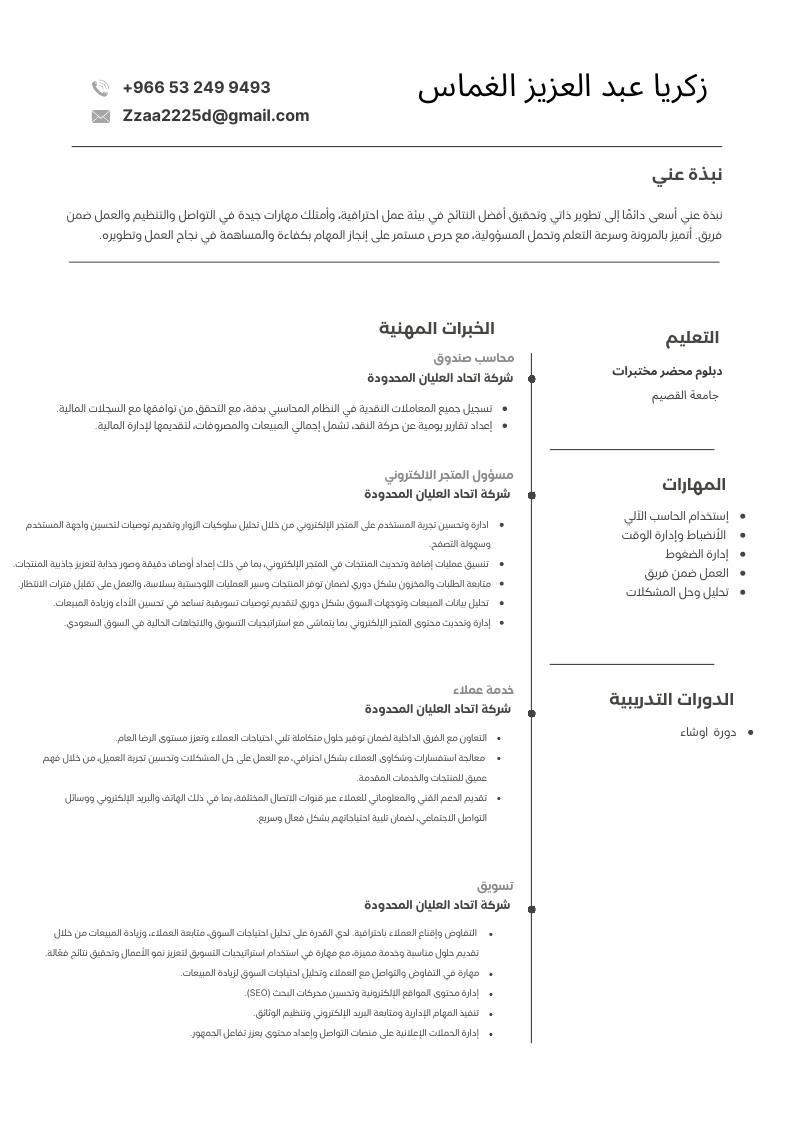 زكريا عبد العزيز الغماس
+966 53 249 9493
Zzaa2225d@gmail.com
نبذة عني
نبذة عني أسعى دائمًا إلى تطوير ذاتي وتحقيق أفضل النتائج في بيئة عمل احترافية، وأمتلك مهارات جيدة في التواصل والتنظيم والعمل ضمن
فريق. أتميز بالمرونة وسرعة التعلم وتحمل المسؤولية، مع حرص مستمر على إنجاز المهام بكفاءة والمساهمة في نجاح العمل وتطويره.
التعليم
دبلوم محضر مختبرات
جامعة القصيم
المهارات
• إستخدام الحاسب الآلي
• الأنضباط وإدارة الوقت
• إدارة الضغوط
• العمل ضمن فريق
• تحليل وحل المشكلات
الدورات التدريبية
• دورة اوشاء
الخبرات المهنية
محاسب صندوق
شركة اتحاد العليان المحدودة
• تسجيل جميع المعاملات النقدية في النظام المحاسبي بدقة، مع التحقق من توافقها مع السجلات المالية.
• إعداد تقارير يومية عن حركة النقد، تشمل إجمالي المبيعات والمصروفات، لتقديمها لإدارة المالية.
مسؤول المتجر الالكتروني
شركة اتحاد العليان المحدودة
• ادارة وتحسين تجربة المستخدم على المتجر الإلكتروني من خلال تحليل سلوكيات الزوار وتقديم توصيات لتحسين واجهة المستخدم
وسهولة التصفح.
• تنسيق عمليات إضافة وتحديث المنتجات في المتجر الإلكتروني، بما في ذلك إعداد أوصاف دقيقة وصور جذابة لتعزيز جاذبية المنتجات.
• متابعة الطلبات والمخزون بشكل دوري لضمان توفر المنتجات وسير العمليات اللوجستية بسلاسة، والعمل على تقليل فترات الانتظار.
• تحليل بيانات المبيعات وتوجهات السوق بشكل دوري لتقديم توصيات تسويقية تساعد في تحسين الأداء وزيادة المبيعات.
• إدارة وتحديث محتوى المتجر الإلكتروني بما يتماشى مع استراتيجيات التسويق والاتجاهات الحالية في السوق السعودي.
خدمة عملاء
شركة اتحاد العليان المحدودة
• التعاون مع الفرق الداخلية لضمان توفير حلول متكاملة تلبي احتياجات العملاء وتعزز مستوى الرضا العام.
• معالجة استفسارات وشكاوى العملاء بشكل احترافي، مع العمل على حل المشكلات وتحسين تجربة العميل، من خلال فهم
عميق للمنتجات والخدمات المقدمة.
• تقديم الدعم الفني والمعلوماتي للعملاء عبر قنوات الاتصال المختلفة، بما في ذلك الهاتف والبريد الإلكتروني ووسائل
التواصل الاجتماعي، لضمان تلبية احتياجاتهم بشكل فعال وسريع.
تسويق
شركة اتحاد العليان المحدودة
• التفاوض وإقناع العملاء باحترافية. لدي القدرة على تحليل احتياجات السوق، متابعة العملاء، وزيادة المبيعات من خلال
تقديم حلول مناسبة وخدمة مميزة، مع مهارة في استخدام استراتيجيات التسويق لتعزيز نمو الأعمال وتحقيق نتائج فعّالة.
• مهارة في التفاوض والتواصل مع العملاء وتحليل احتياجات السوق لزيادة المبيعات.
• إدارة محتوى المواقع الإلكترونية وتحسين محركات البحث (SEO).
• تنفيذ المهام الإدارية ومتابعة البريد الإلكتروني وتنظيم الوثائق.
• إدارة الحملات الإعلانية على منصات التواصل وإعداد محتوى يعزز تفاعل الجمهور.